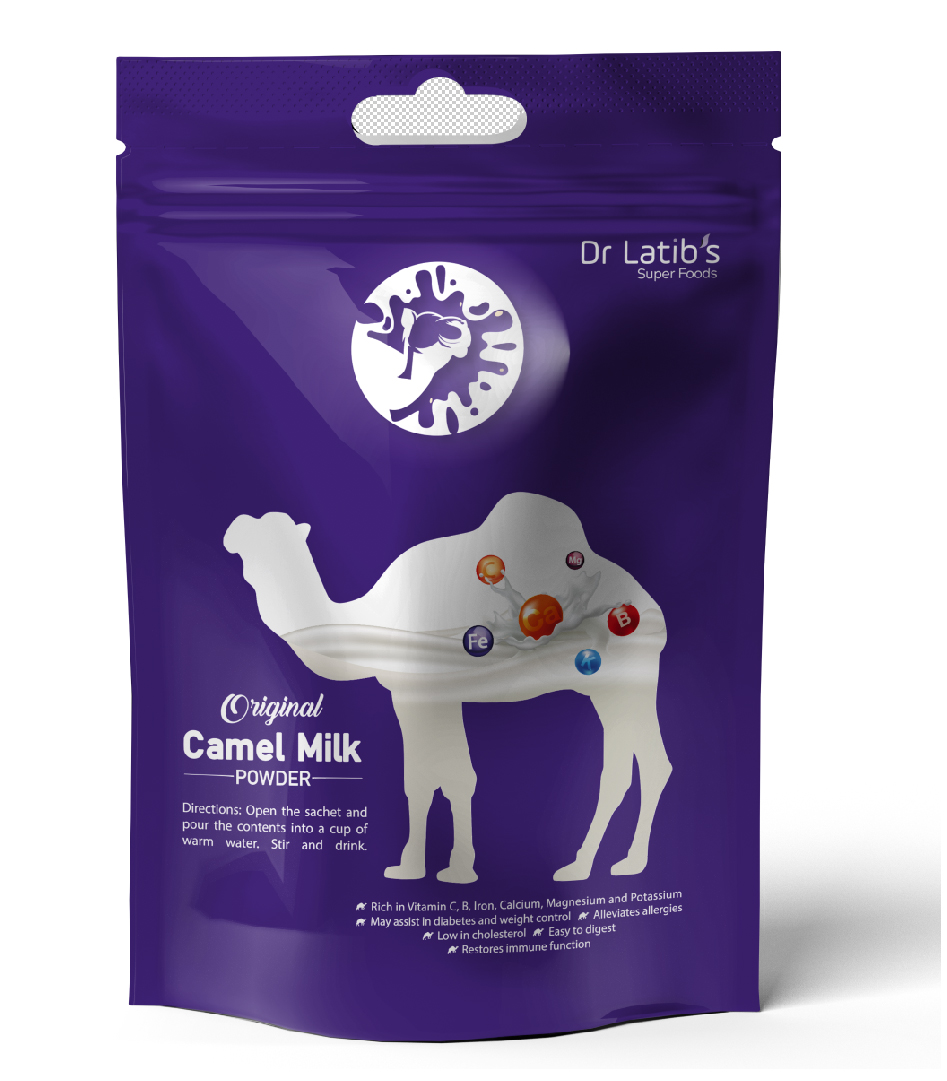 Dr Latib's
Super Foods
C
Mg
Ca
B
Fe
K
Original
Camel Milk
POWDER
Directions: Open the sachet and
pour the contents into a cup of
warm water. Stir and drink.
Rich in Vitamin C, B, Iron, Calcium, Magnesium and Potassium
May assist in diabetes and weight control Alleviates allergies
Low in cholesterol Easy to digest
Restores immune function